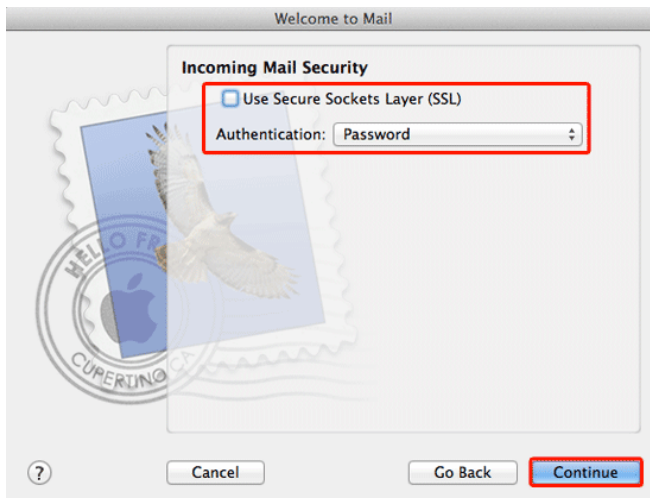 Welcome to Mail
Incoming Mail Security
Use Secure Sockets Layer (SSL)
Authentication: Password
HELLO FR
CUPERTINO CA
?
Cancel
Go Back
Continue